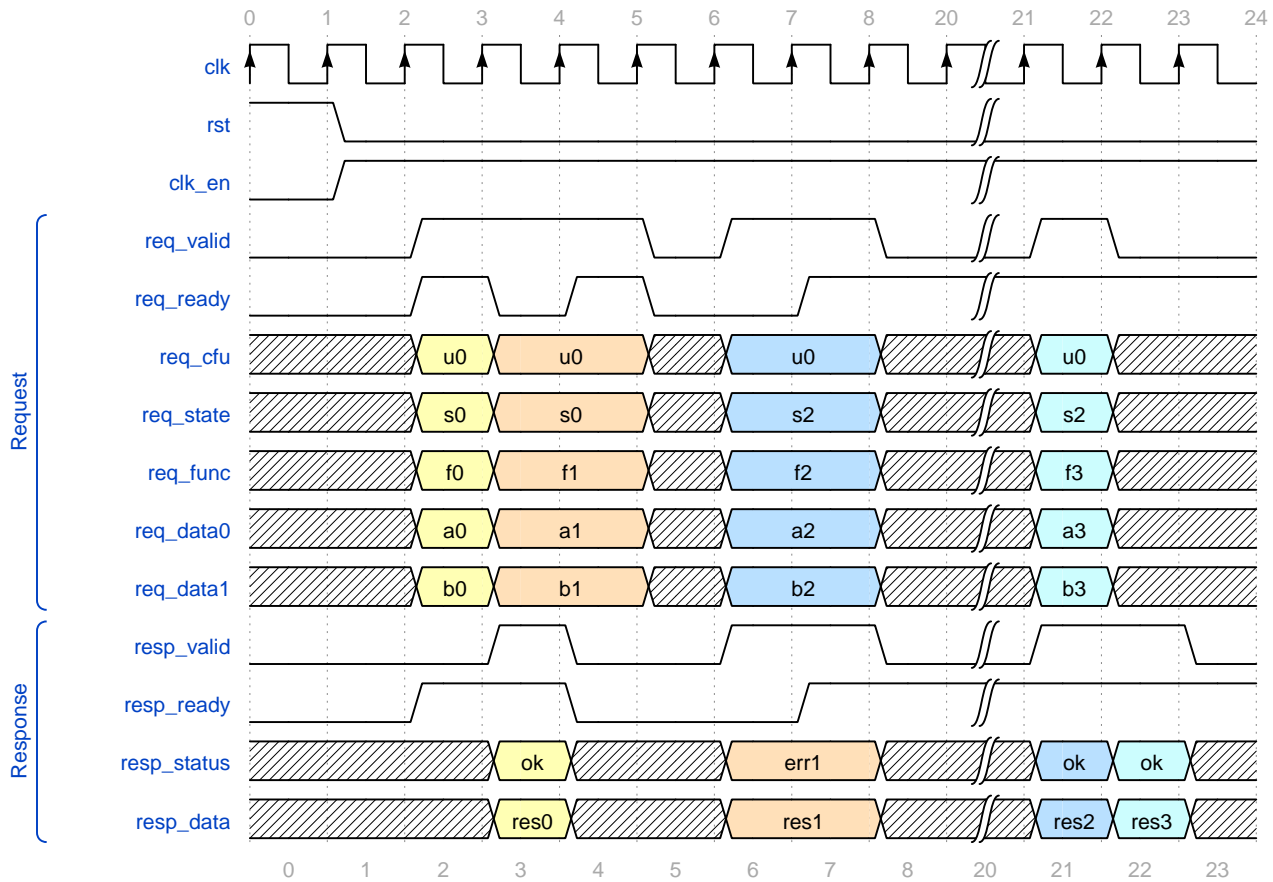 0 1 2 3 4 5 6 7 8 20 21 22 23 24
clk
rst
clk_en
req_valid
req_ready
req_cfu u0 u0 u0 u0
req_state s0 s0 s2 s2
req_func f0 f1 f2 f3
req_data0 a0 a1 a2 a3
req_data1 b0 b1 b2 b3
Request
resp_valid
resp_ready
resp_status ok err1 ok ok
resp_data res0 res1 res2 res3
Response
0 1 2 3 4 5 6 7 8 20 21 22 23